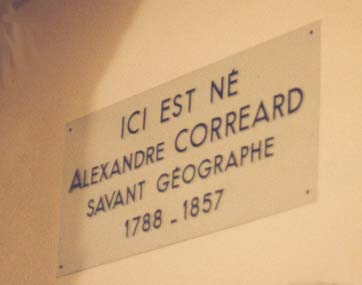 ICI EST NÉ
ALEXANDRE CORREARD
SAVANT GÉOGRAPHE
1788 - 1857